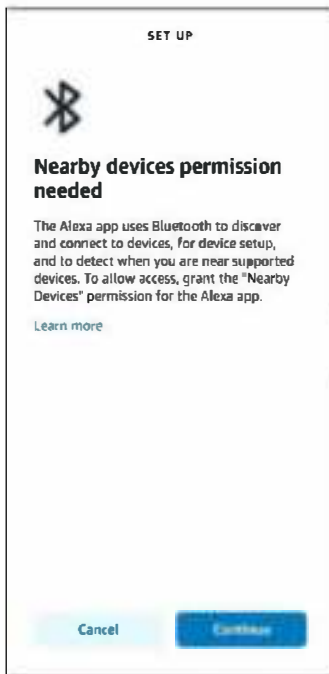 SET UP
Nearby devices permission
needed
The Alexa app uses Bluetooth to discover
and connect to devices, for device setup,
and to detect when you are near supported
devices. To allow access, grant the "Nearby
Devices" permission for the Alexa app.
Learn more
Cancel
Continue